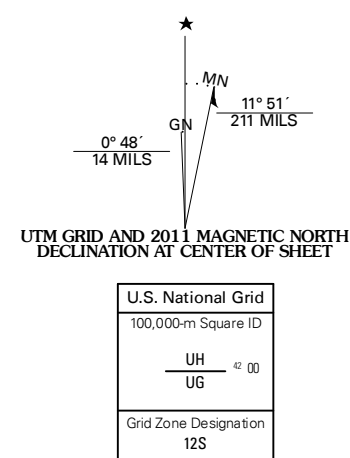 ★
MN
11° 51´
211 MILS
GN
0° 48´
14 MILS
UTM GRID AND 2011 MAGNETIC NORTH
DECLINATION AT CENTER OF SHEET
U.S. National Grid
100,000-m Square ID
UH
42 00
UG
Grid Zone Designation
12S